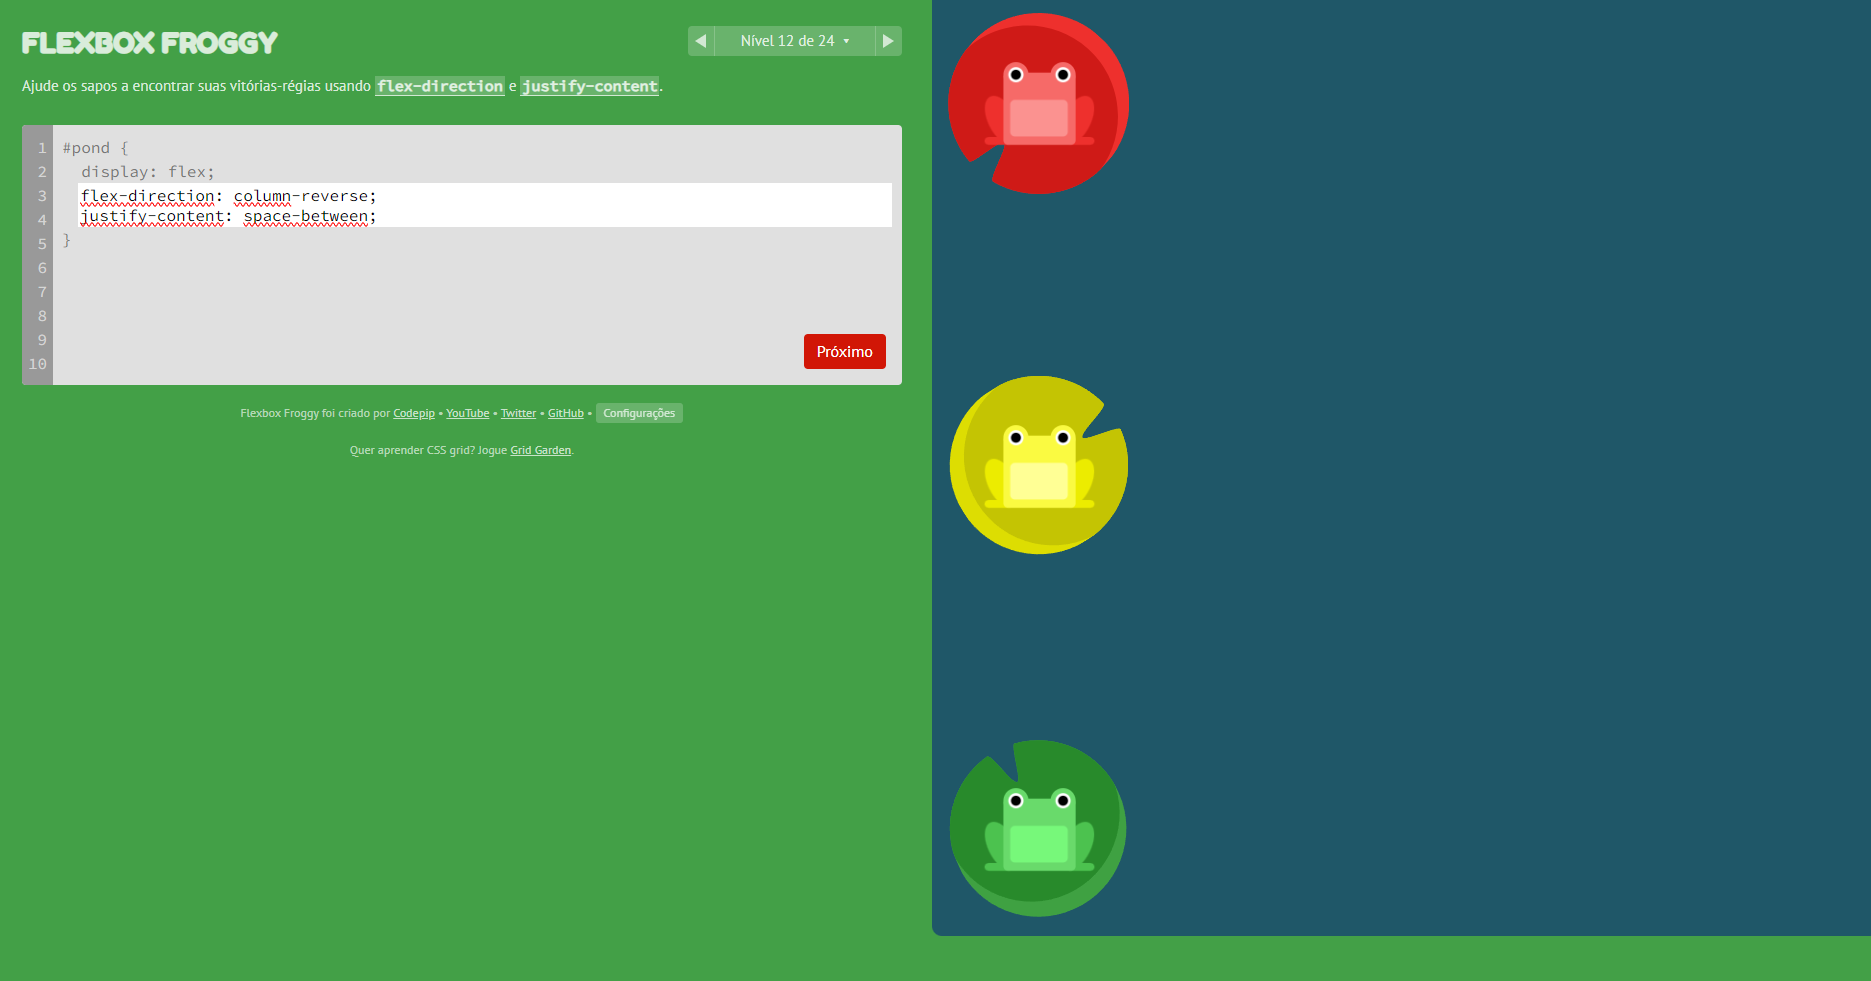 FLEXBOX FROGGY
Nível 12 de 24
Ajude os sapos a encontrar suas vitórias-régias usando flex-direction e justify-content.
1 #pond {
2 display: flex;
3 flex-direction: column-reverse;
4 justify-content: space-between;
5 }
6
7
8
9
10
Próximo
Flexbox Froggy foi criado por Codepip • YouTube • Twitter • GitHub • Configurações
Quer aprender CSS grid? Jogue Grid Garden.